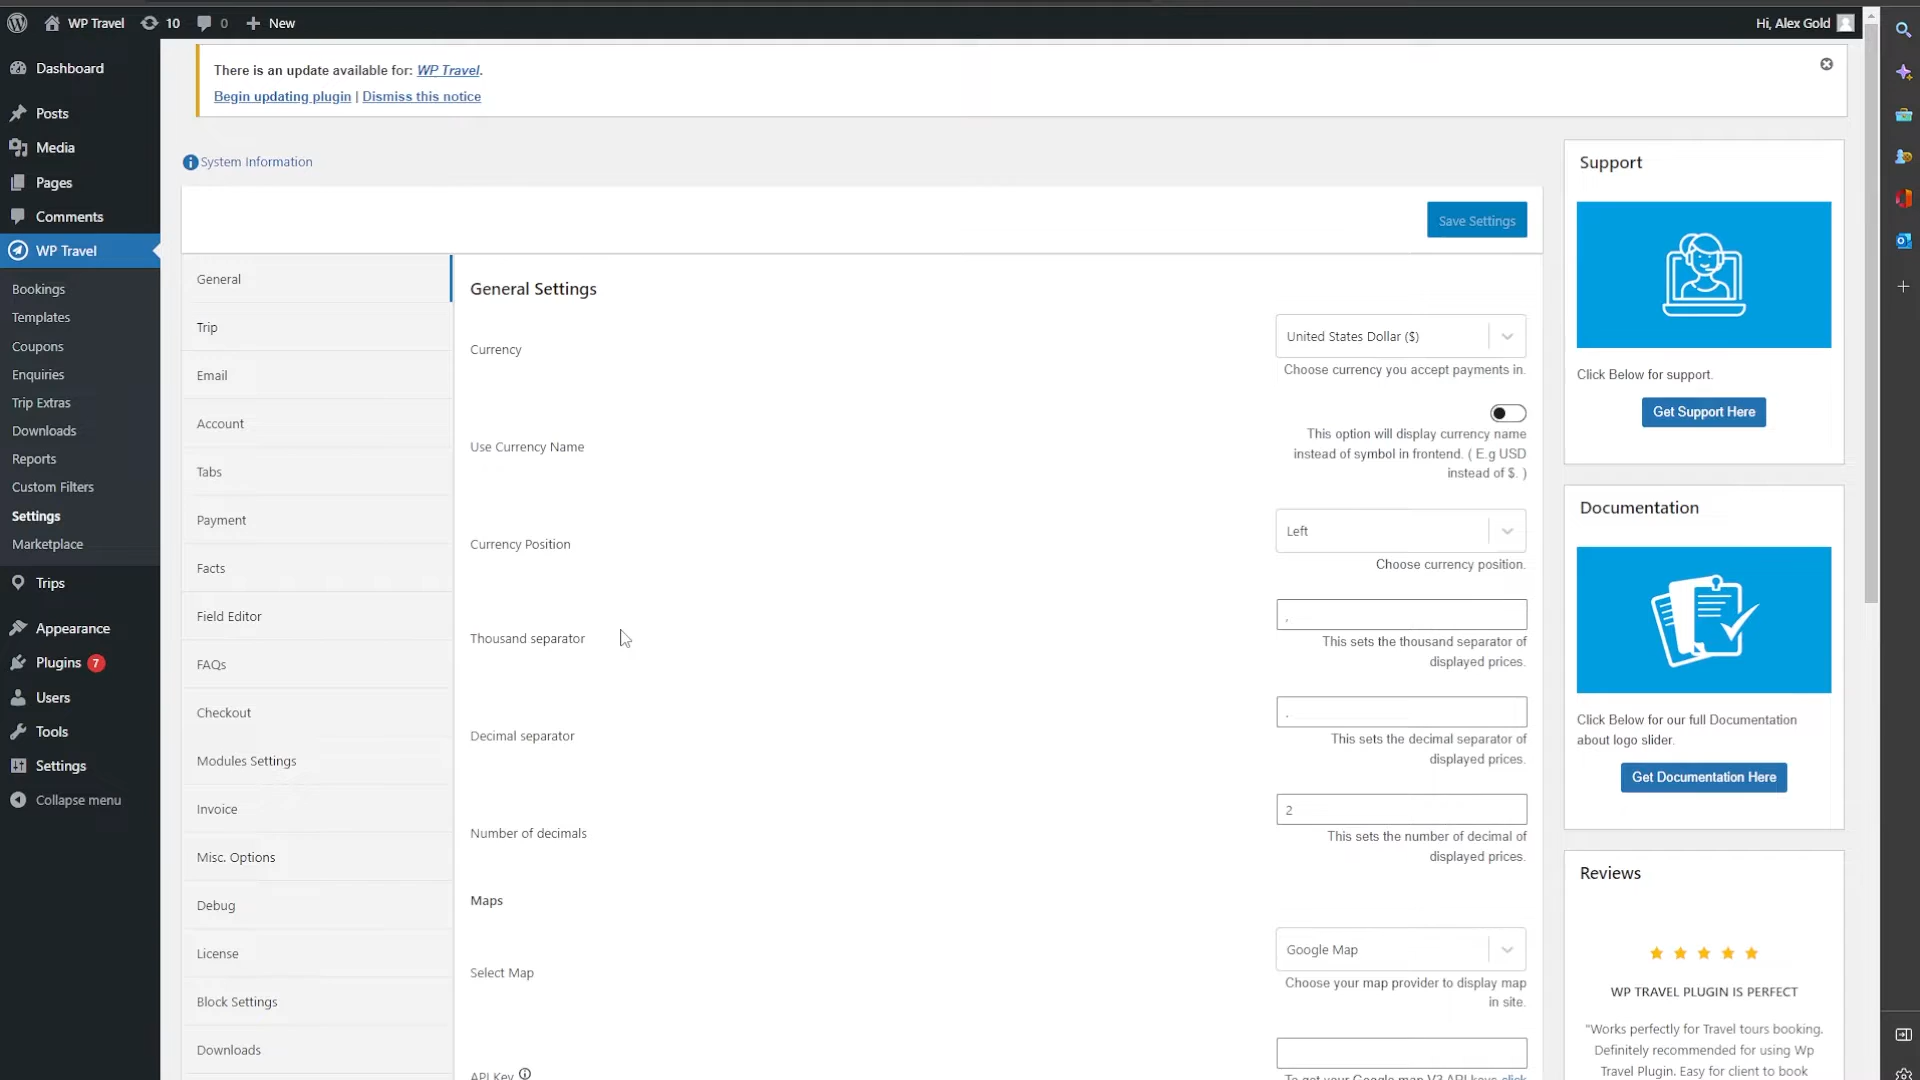 WP Travel
10
0
New
Hi, Alex Gold
Dashboard
Posts
Media
Pages
Comments
WP Travel
Bookings
Templates
Coupons
Enquiries
Trip Extras
Downloads
Reports
Custom Filters
Settings
Marketplace
Trips
Appearance
Plugins 7
Users
Tools
Settings
Collapse menu
There is an update available for: WP Travel.
Begin updating plugin | Dismiss this notice
System Information
Save Settings
General
Trip
Email
Account
Tabs
Payment
Facts
Field Editor
FAQs
Checkout
Modules Settings
Invoice
Misc. Options
Debug
License
Block Settings
Downloads
General Settings
Currency
United States Dollar ($)
Choose currency you accept payments in.
Use Currency Name
This option will display currency name
instead of symbol in frontend. ( E.g USD
instead of $. )
Currency Position
Left
Choose currency position.
Thousand separator
,
This sets the thousand separator of
displayed prices.
Decimal separator
.
This sets the decimal separator of
displayed prices.
Number of decimals
2
This sets the number of decimal of
displayed prices.
Maps
Select Map
Google Map
Choose your map provider to display map
in site.
API Key
To get your Google map V3 API keys click
Support
Click Below for support.
Get Support Here
Documentation
Click Below for our full Documentation
about logo slider.
Get Documentation Here
Reviews
WP TRAVEL PLUGIN IS PERFECT
"Works perfectly for Travel tours booking.
Definitely recommended for using Wp
Travel Plugin. Easy for client to book